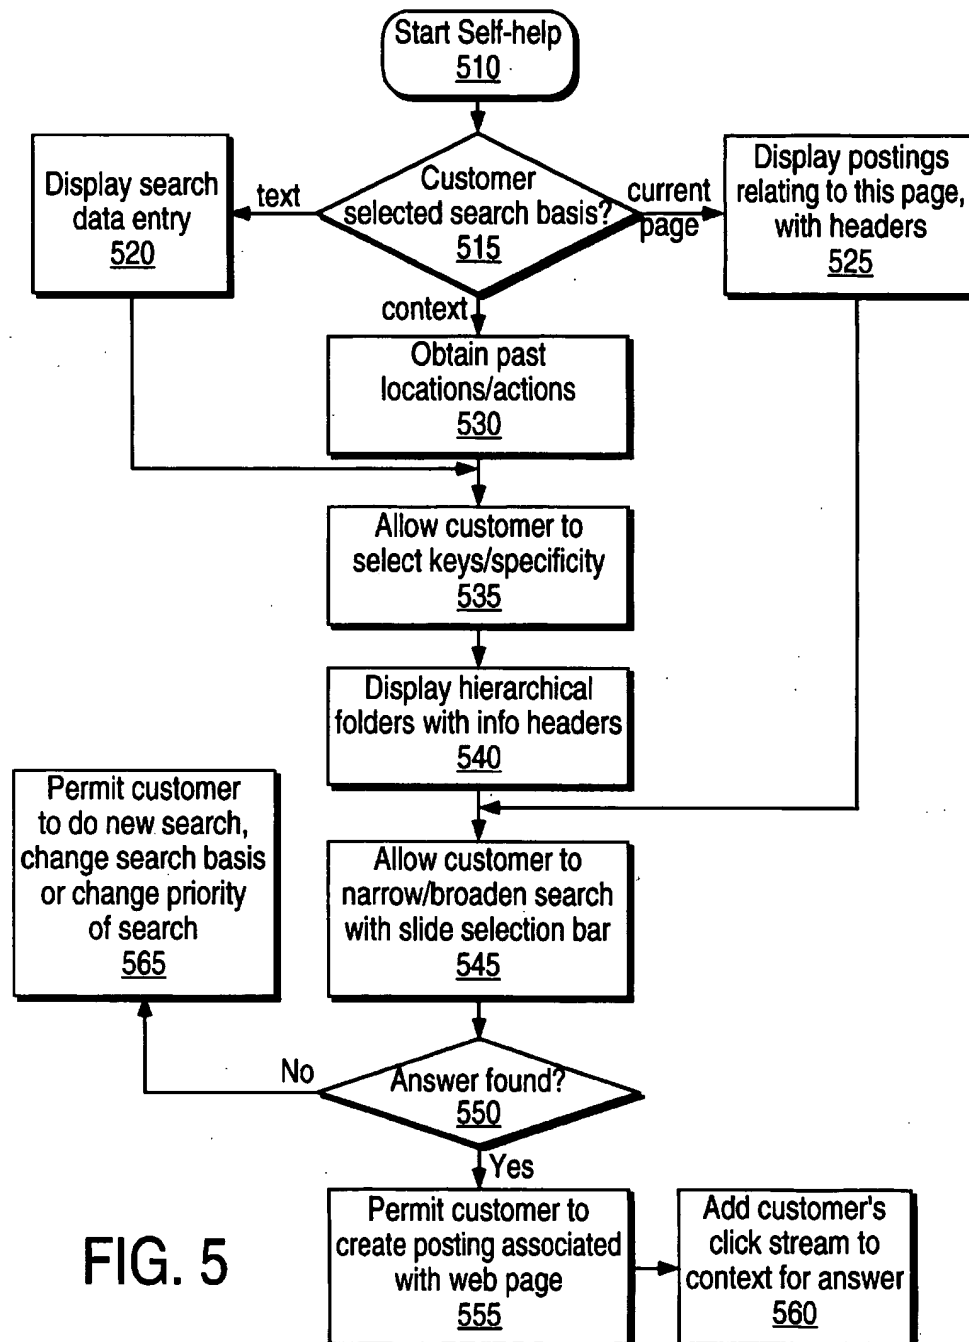 Start Self-help
510
Customer
selected search basis?
515
text
current
page
context
Display search
data entry
520
Display postings
relating to this page,
with headers
525
Obtain past
locations/actions
530
Allow customer to
select keys/specificity
535
Display hierarchical
folders with info headers
540
Allow customer to
narrow/broaden search
with slide selection bar
545
Permit customer
to do new search,
change search basis
or change priority
of search
565
Answer found?
550
No
Yes
Permit customer to
create posting associated
with web page
555
Add customer's
click stream to
context for answer
560
FIG. 5